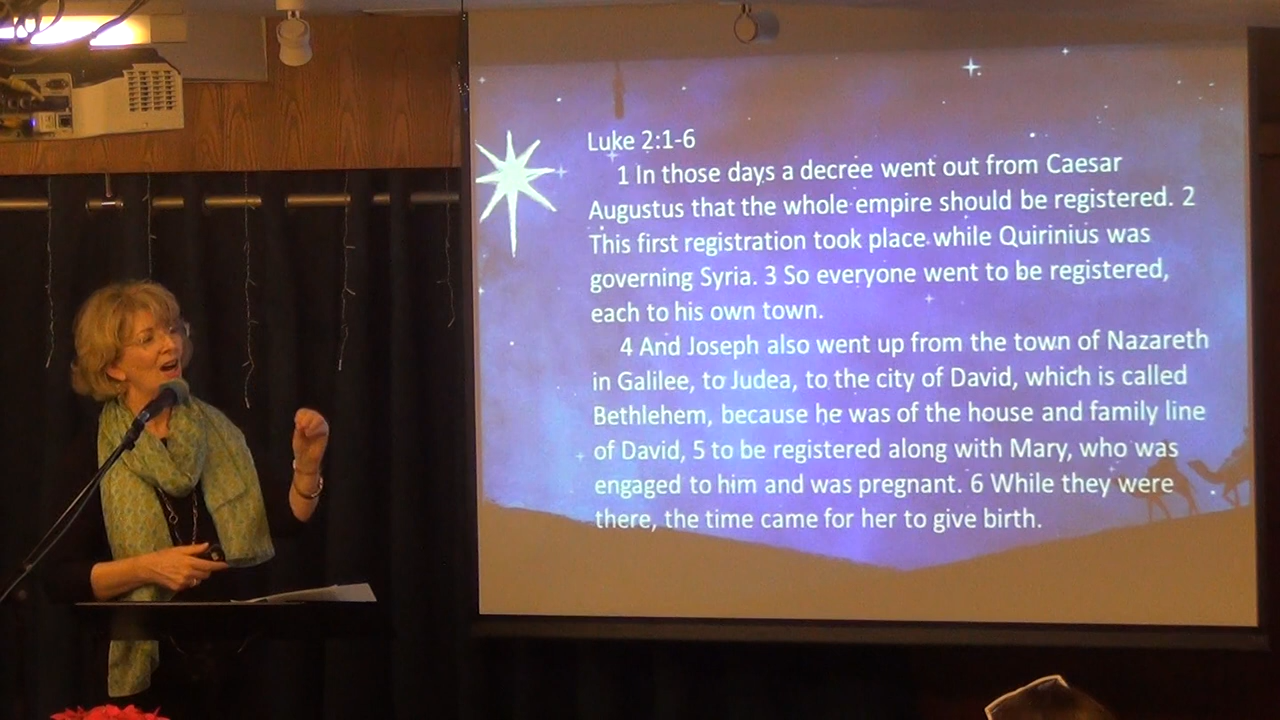 Luke 2:1-6
1 In those days a decree went out from Caesar
Augustus that the whole empire should be registered. 2
This first registration took place while Quirinius was
governing Syria. 3 So everyone went to be registered,
each to his own town.
4 And Joseph also went up from the town of Nazareth
in Galilee, to Judea, to the city of David, which is called
Bethlehem, because he was of the house and family line
of David, 5 to be registered along with Mary, who was
engaged to him and was pregnant. 6 While they were
there, the time came for her to give birth.